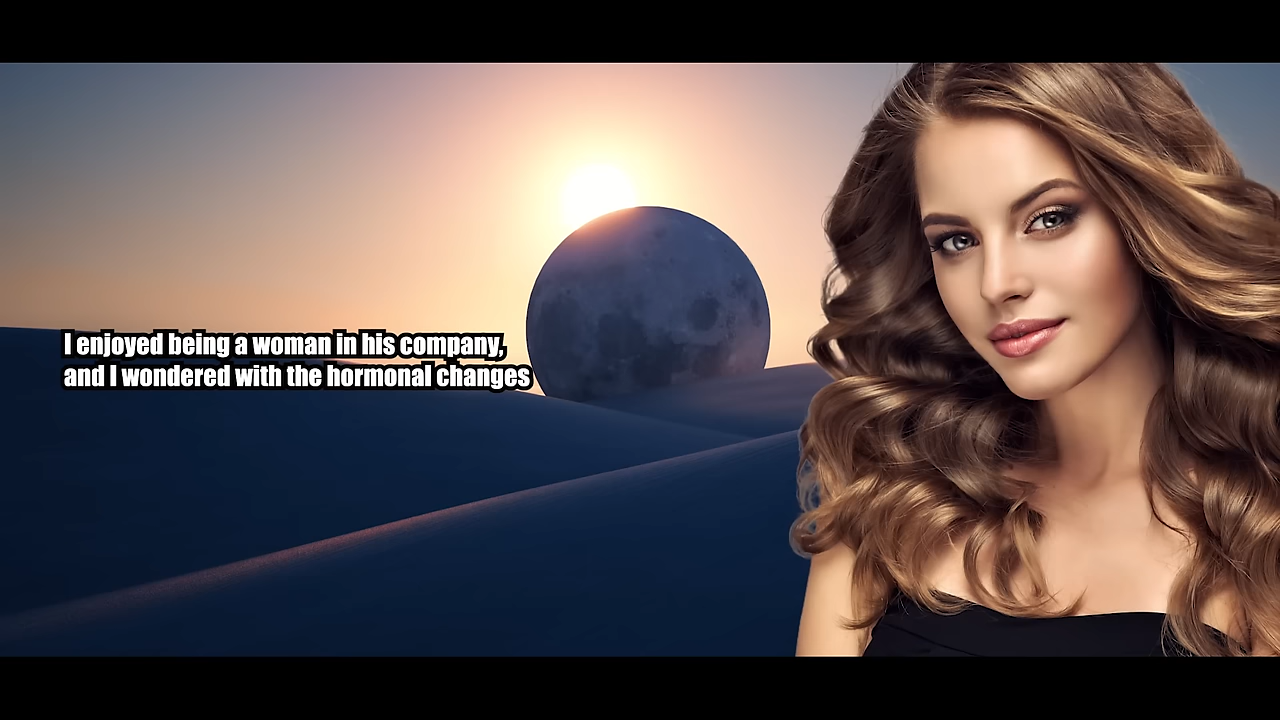 I enjoyed being a woman in his company,
and I wondered with the hormonal changes